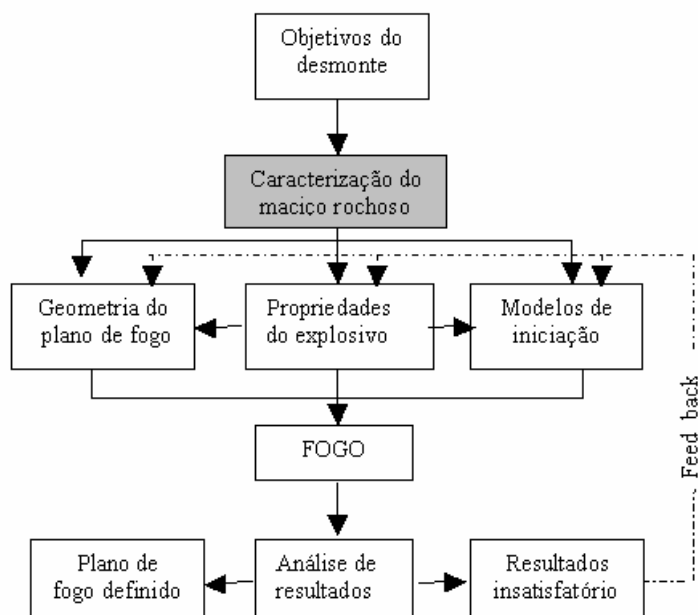 Objetivos do
desmonte
Caracterização do
maciço rochoso
Geometria do
plano de fogo
Propriedades
do explosivo
Modelos de
iniciação
Feed back
FOGO
Plano de
fogo definido
Análise de
resultados
Resultados
insatisfatório